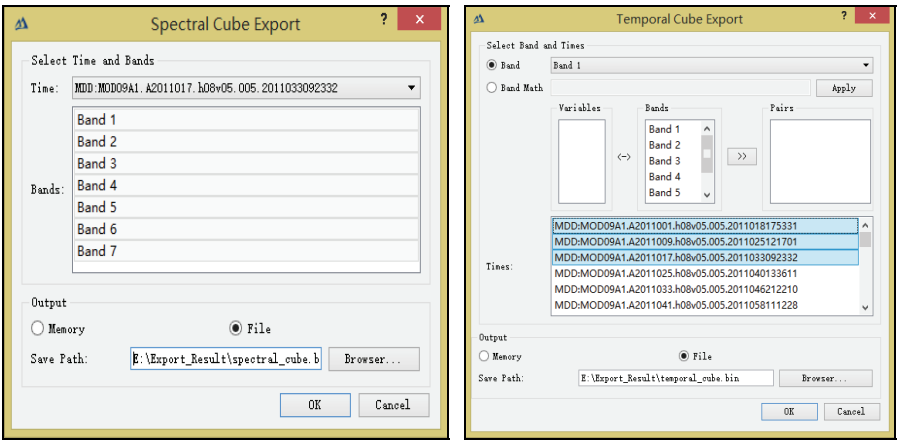 Spectral Cube Export
Select Time and Bands
Time: MDD:MOD09A1.A2011017.h08v05.005.2011033092332
Bands:
Band 1
Band 2
Band 3
Band 4
Band 5
Band 6
Band 7
Output
Memory File
Save Path: E:\Export_Result\spectral_cube.b Browser...
OK Cancel
Temporal Cube Export
Select Band and Times
Band Band 1
Band Math Apply
Variables Bands Pairs
Band 1
Band 2
<-> Band 3 >>
Band 4
Band 5
Times:
MDD:MOD09A1.A2011001.h08v05.005.2011018175331
MDD:MOD09A1.A2011009.h08v05.005.2011025121701
MDD:MOD09A1.A2011017.h08v05.005.2011033092332
MDD:MOD09A1.A2011025.h08v05.005.2011040133611
MDD:MOD09A1.A2011033.h08v05.005.2011046212210
MDD:MOD09A1.A2011041.h08v05.005.2011058111228
Output
Memory File
Save Path: E:\Export_Result\temporal_cube.bin Browser...
OK Cancel